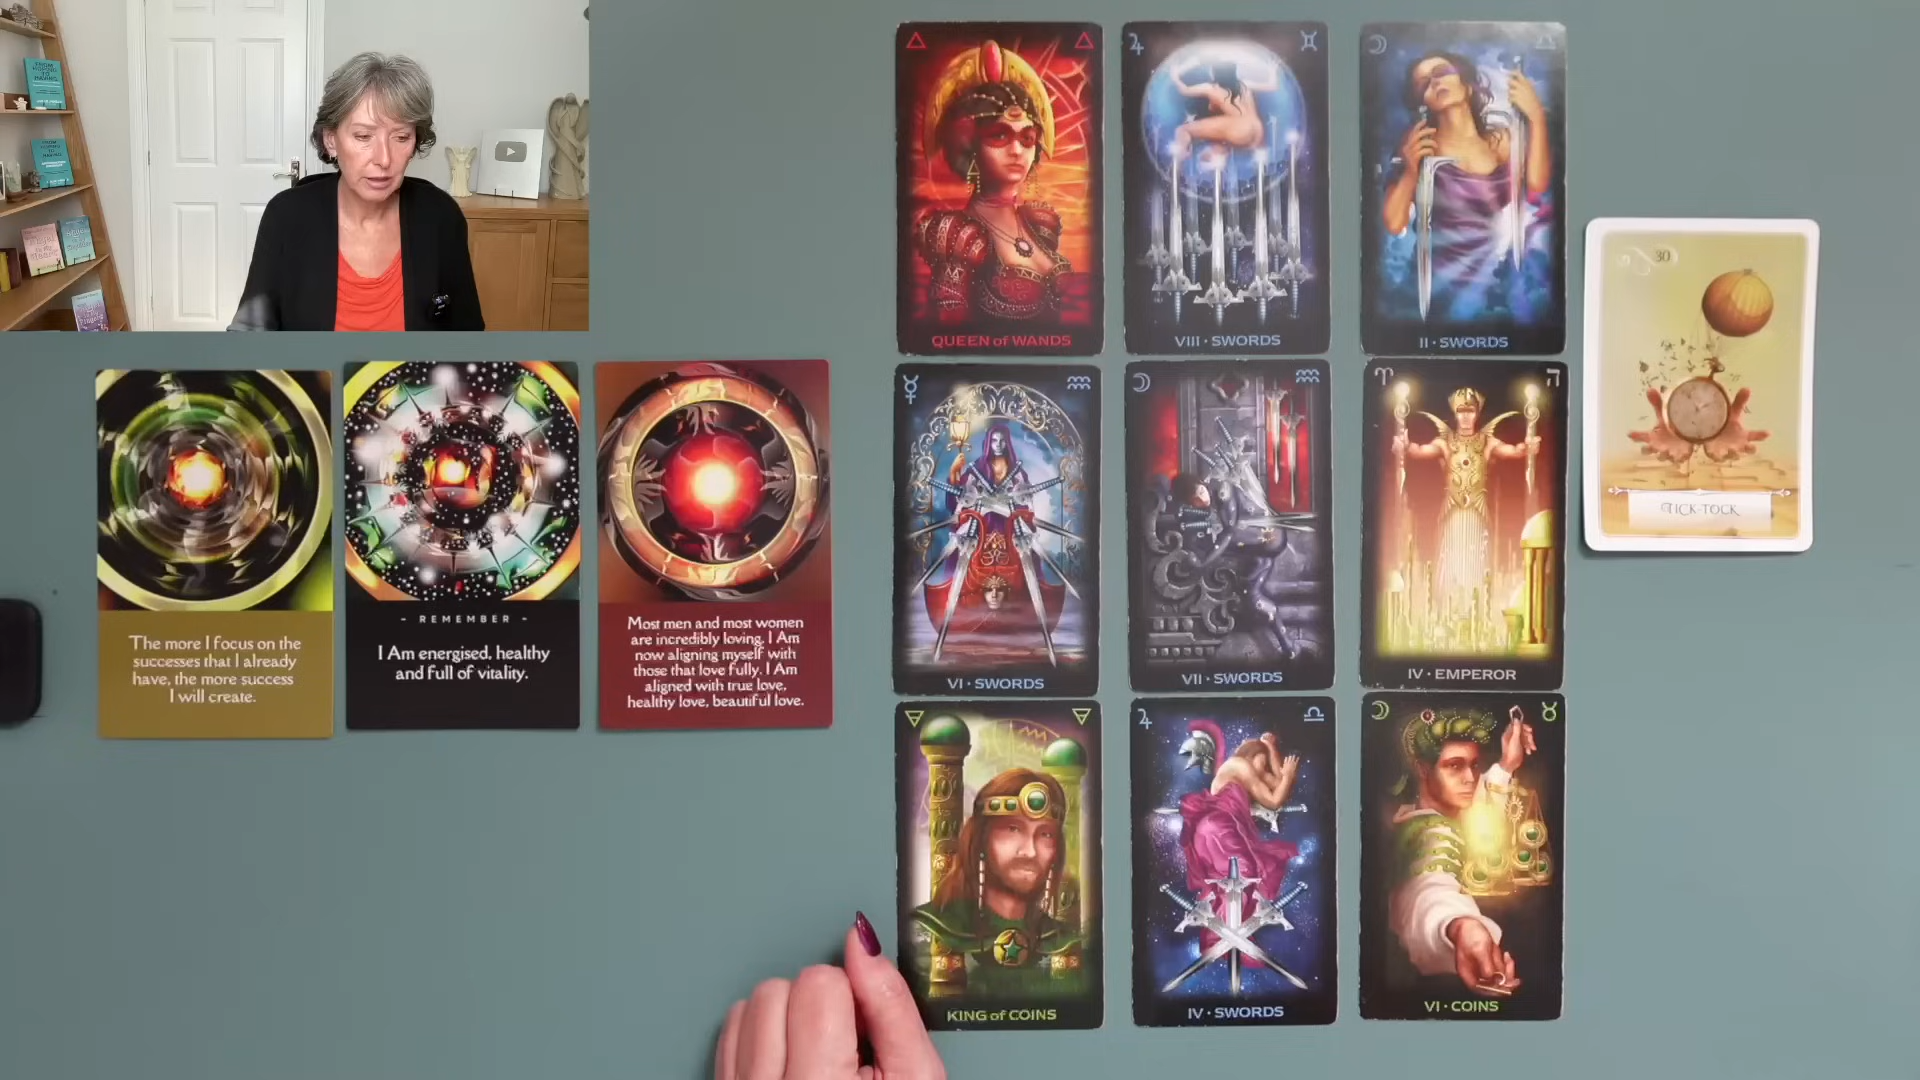 The more I focus on the
successes that I already
have, the more success
I will create.
- REMEMBER -
I Am energised, healthy
and full of vitality.
Most men and most women
are incredibly loving. I Am
now aligning myself with
those that love fully. I Am
aligned with true love,
healthy love, beautiful love.
QUEEN of WANDS
VIII • SWORDS
II • SWORDS
VI • SWORDS
VII • SWORDS
IV • EMPEROR
KING of COINS
IV • SWORDS
VI • COINS
30
TICK-TOCK